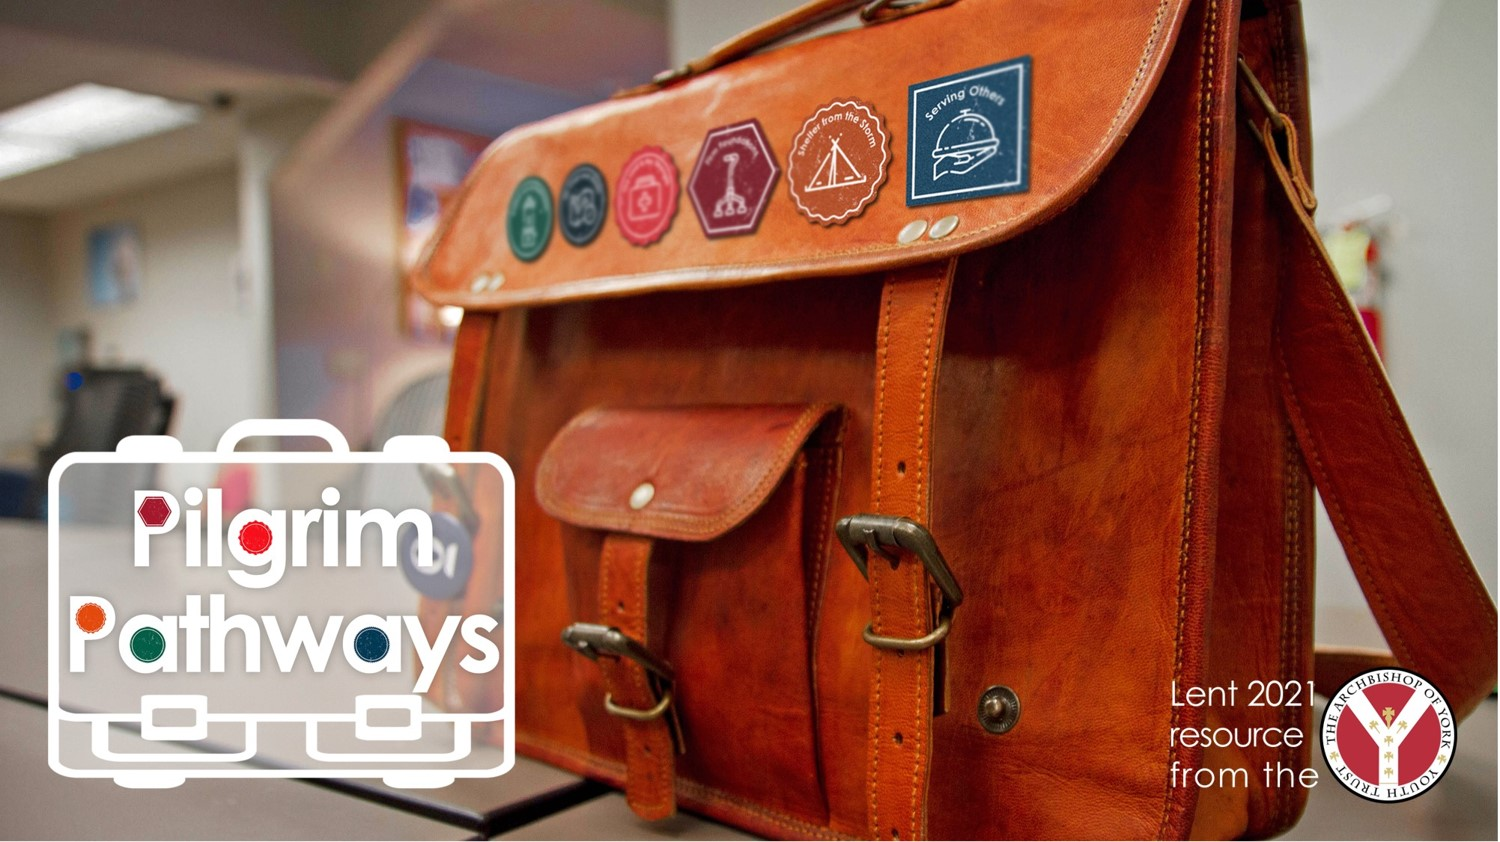 Serving Others
Shelter from the Storm
Pilgrim
Pathways
Lent 2021
resource
from the
THE ARCHBISHOP OF YORK
YOUTH TRUST